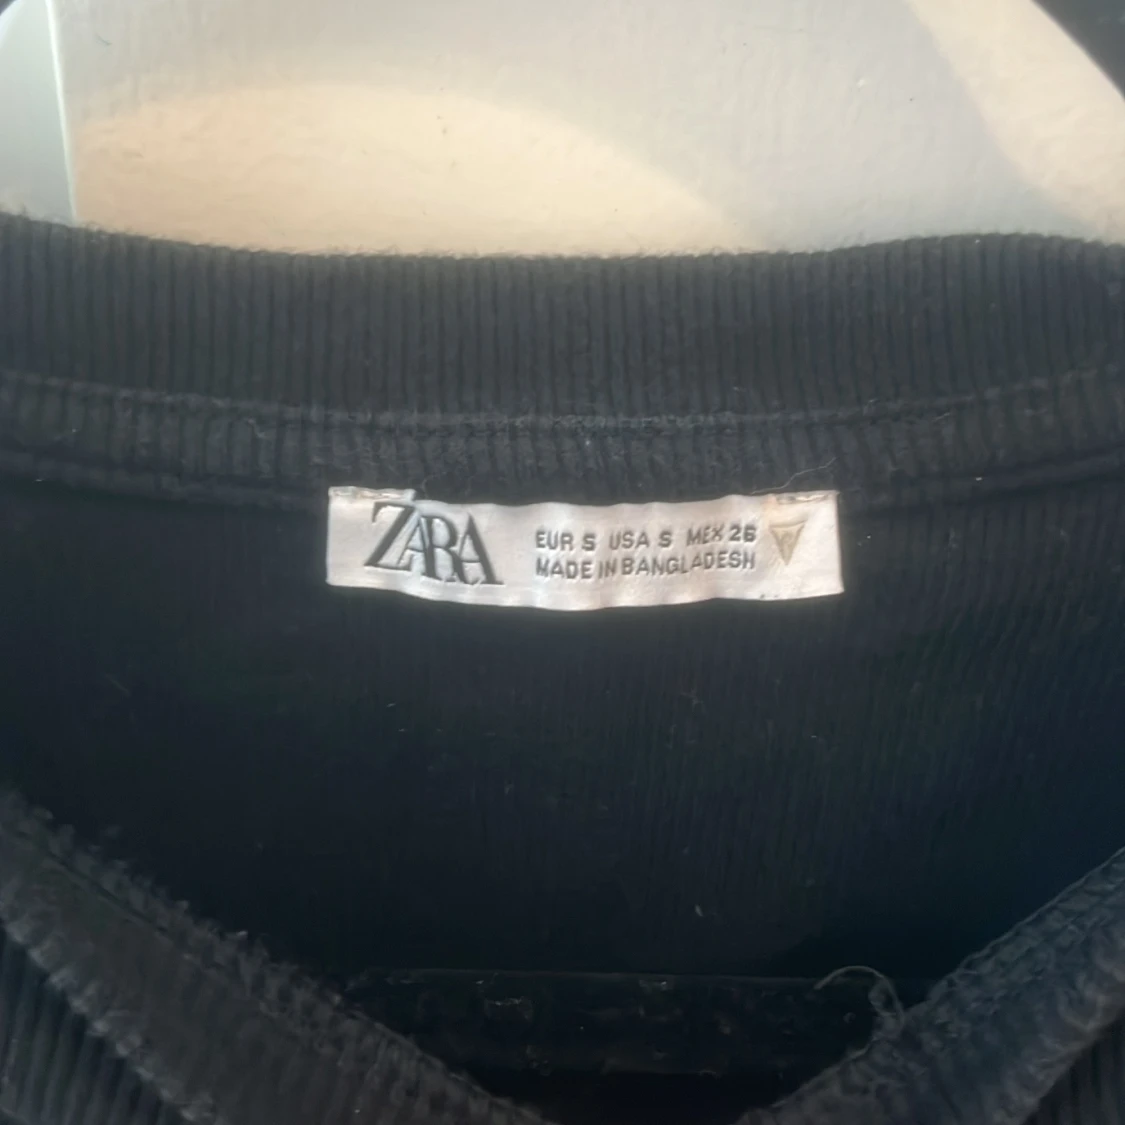 ZARA
EUR S USA S MEX 26
MADE IN BANGLADESH